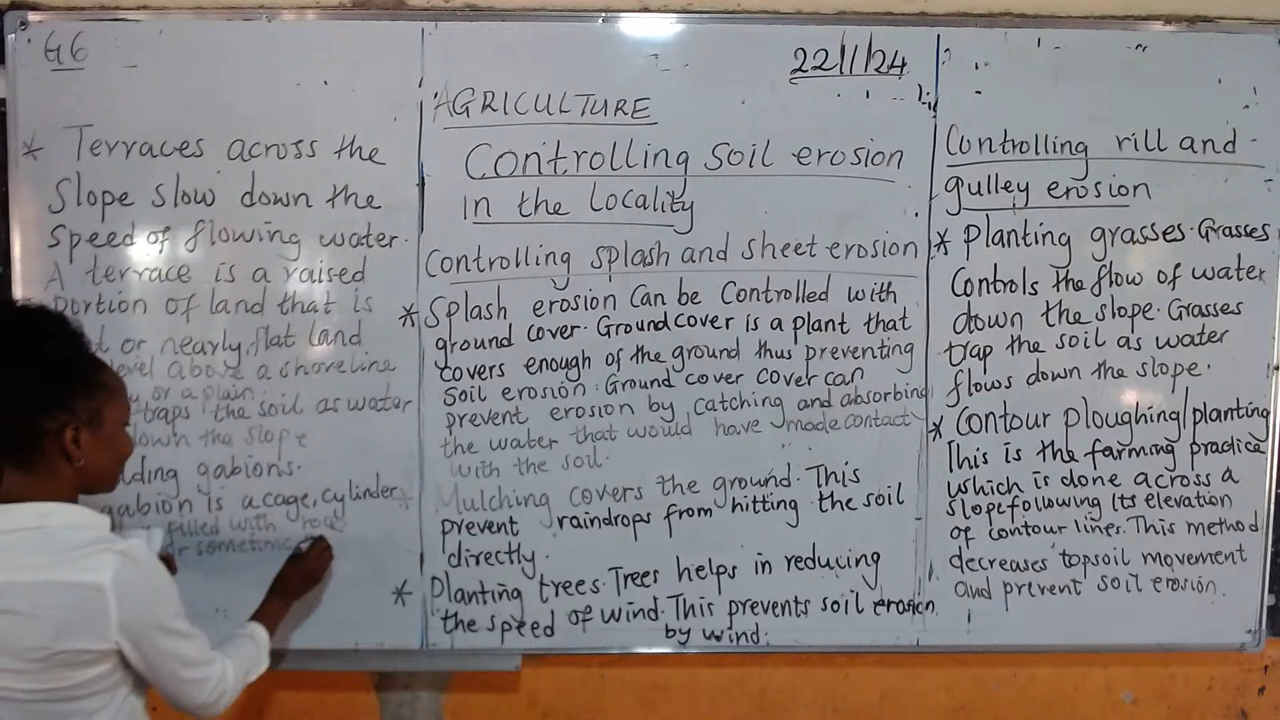 G6
22/1/24
AGRICULTURE
Controlling soil erosion
in the Locality
Controlling splash and sheet erosion
* Splash erosion can be controlled with
ground cover. Ground cover is a plant that
covers enough of the ground thus preventing
soil erosion. Ground cover cover can
prevent erosion by catching and absorbing
the water that would have made contact
with the soil.
Mulching covers the ground. This
prevent raindrops from hitting the soil
directly.
* Planting trees. Trees helps in reducing
the speed of wind. This prevents soil erosion
by wind.
Controlling rill and
gulley erosion
* Planting grasses. Grasses
Controls the flow of water
down the slope. Grasses
trap the soil as water
flows down the slope.
* Contour ploughing/planting
This is the farming practice
which is done across a
slope following its elevation
of contour lines. This method
decreases topsoil movement
and prevent soil erosion.
* Terraces across the
slope slow down the
speed of flowing water.
A terrace is a raised
portion of land that is
or nearly flat land
above a shoreline
or a plain.
traps the soil as water
down the slope
gabions.
gabion is a cage, cylinder,
filled with
sometimes